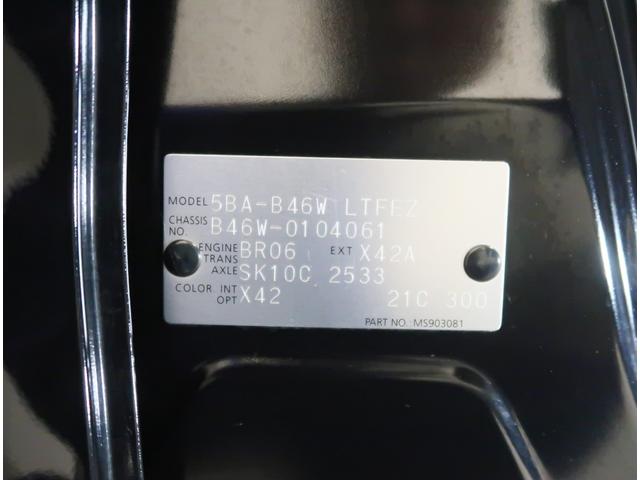 MODEL 5BA-B46W LTFEZ
CHASSIS NO. B46W-0104061
ENGINE BR06 EXT X42A
TRANS AXLE SK10C 2533
COLOR INT X42 21C 300
OPT
PART NO. MS903081